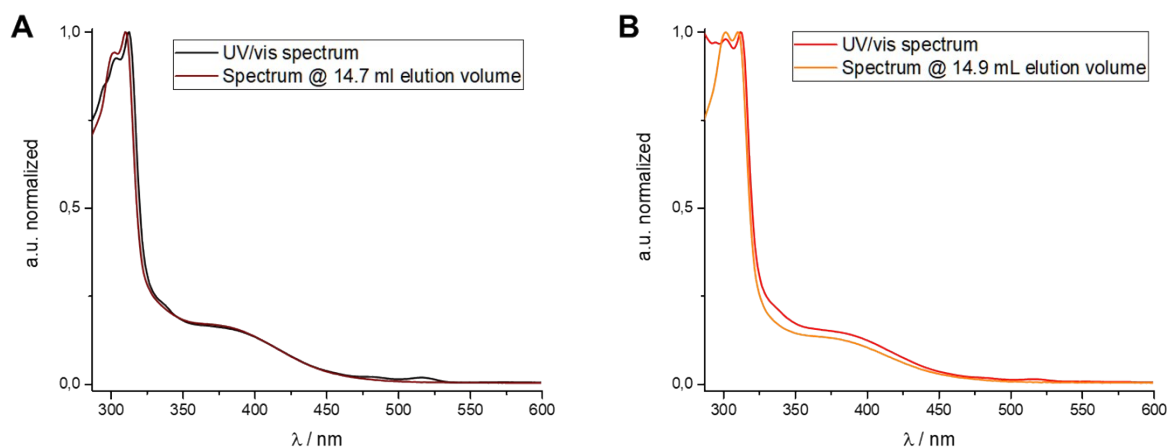 A
1,0
0,5
0,0
a.u. normalized
UV/vis spectrum
Spectrum @ 14.7 ml elution volume
300 350 400 450 500 550 600
λ / nm
B
1,0
0,5
0,0
a.u. normalized
UV/vis spectrum
Spectrum @ 14.9 mL elution volume
300 350 400 450 500 550 600
λ / nm